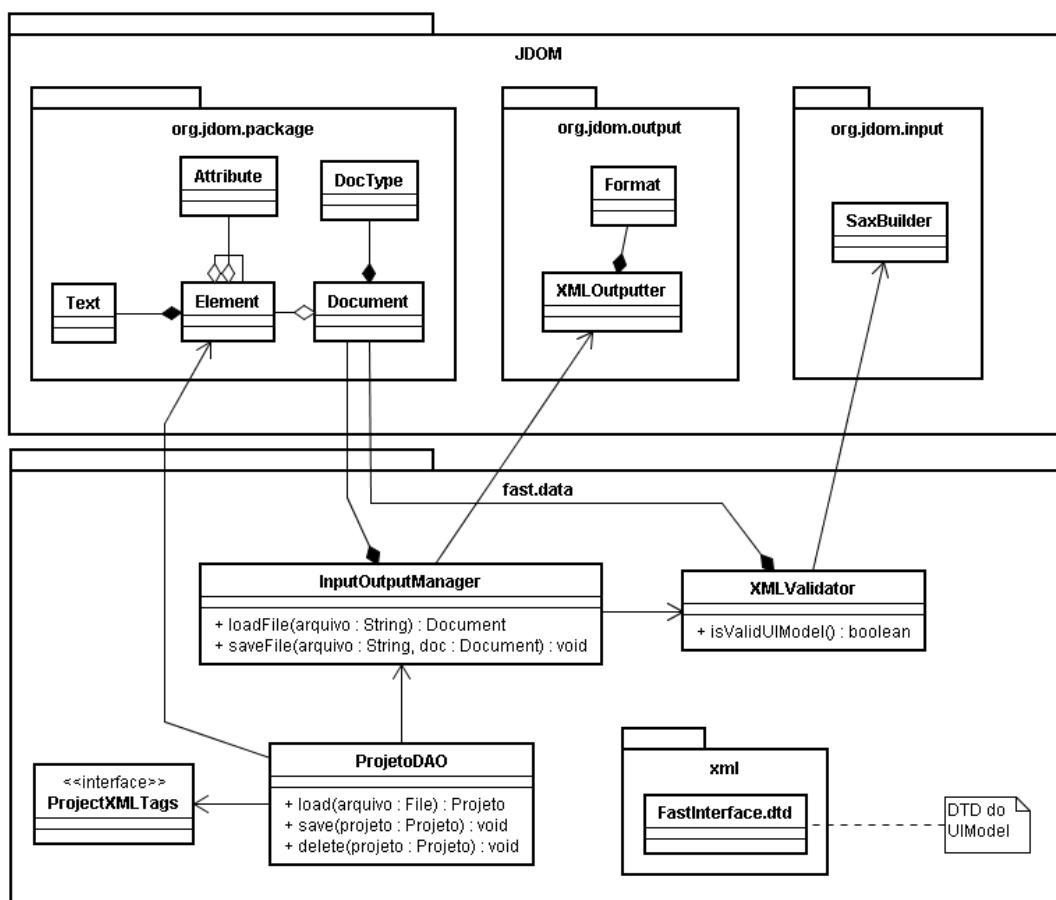 JDOM
org.jdom.package
org.jdom.output
org.jdom.input
Attribute
DocType
Format
SaxBuilder
Text
Element
Document
XMLOutputter
fast.data
InputOutputManager
+ loadFile(arquivo : String) : Document
+ saveFile(arquivo : String, doc : Document) : void
XMLValidator
+ isValidUIModel() : boolean
ProjetoDAO
+ load(arquivo : File) : Projeto
+ save(projeto : Projeto) : void
+ delete(projeto : Projeto) : void
<<interface>>
ProjectXMLTags
xml
FastInterface.dtd
DTD do
UIModel